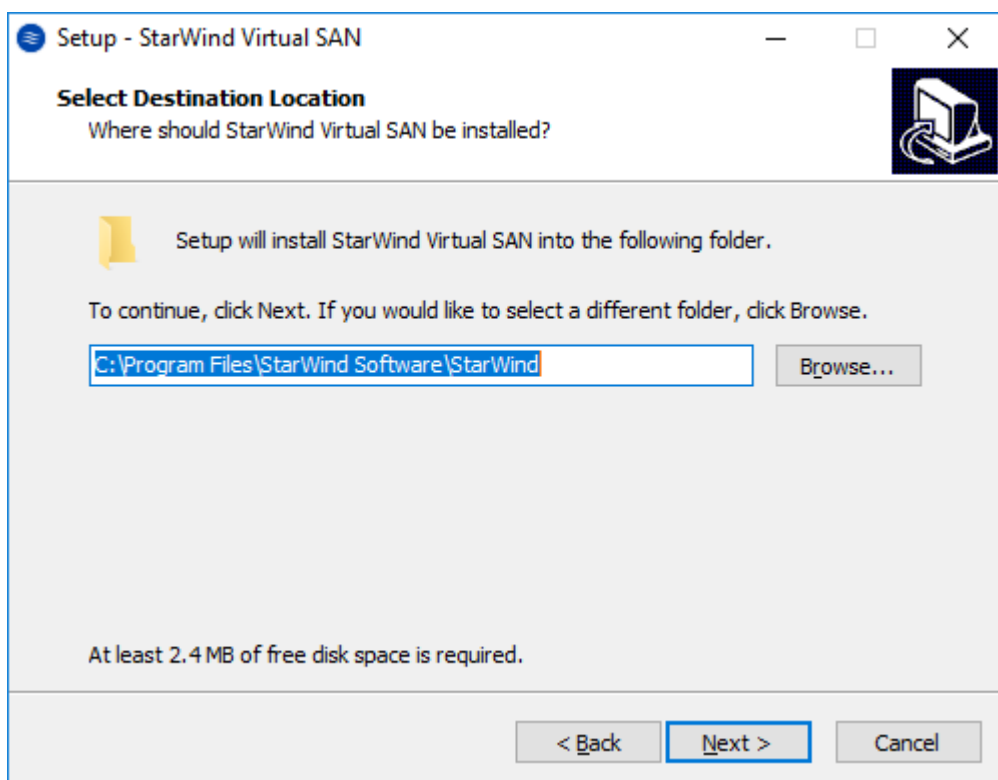 Setup - StarWind Virtual SAN
Select Destination Location
Where should StarWind Virtual SAN be installed?
Setup will install StarWind Virtual SAN into the following folder.
To continue, click Next. If you would like to select a different folder, click Browse.
C:\Program Files\StarWind Software\StarWind
Browse...
At least 2.4 MB of free disk space is required.
< Back
Next >
Cancel